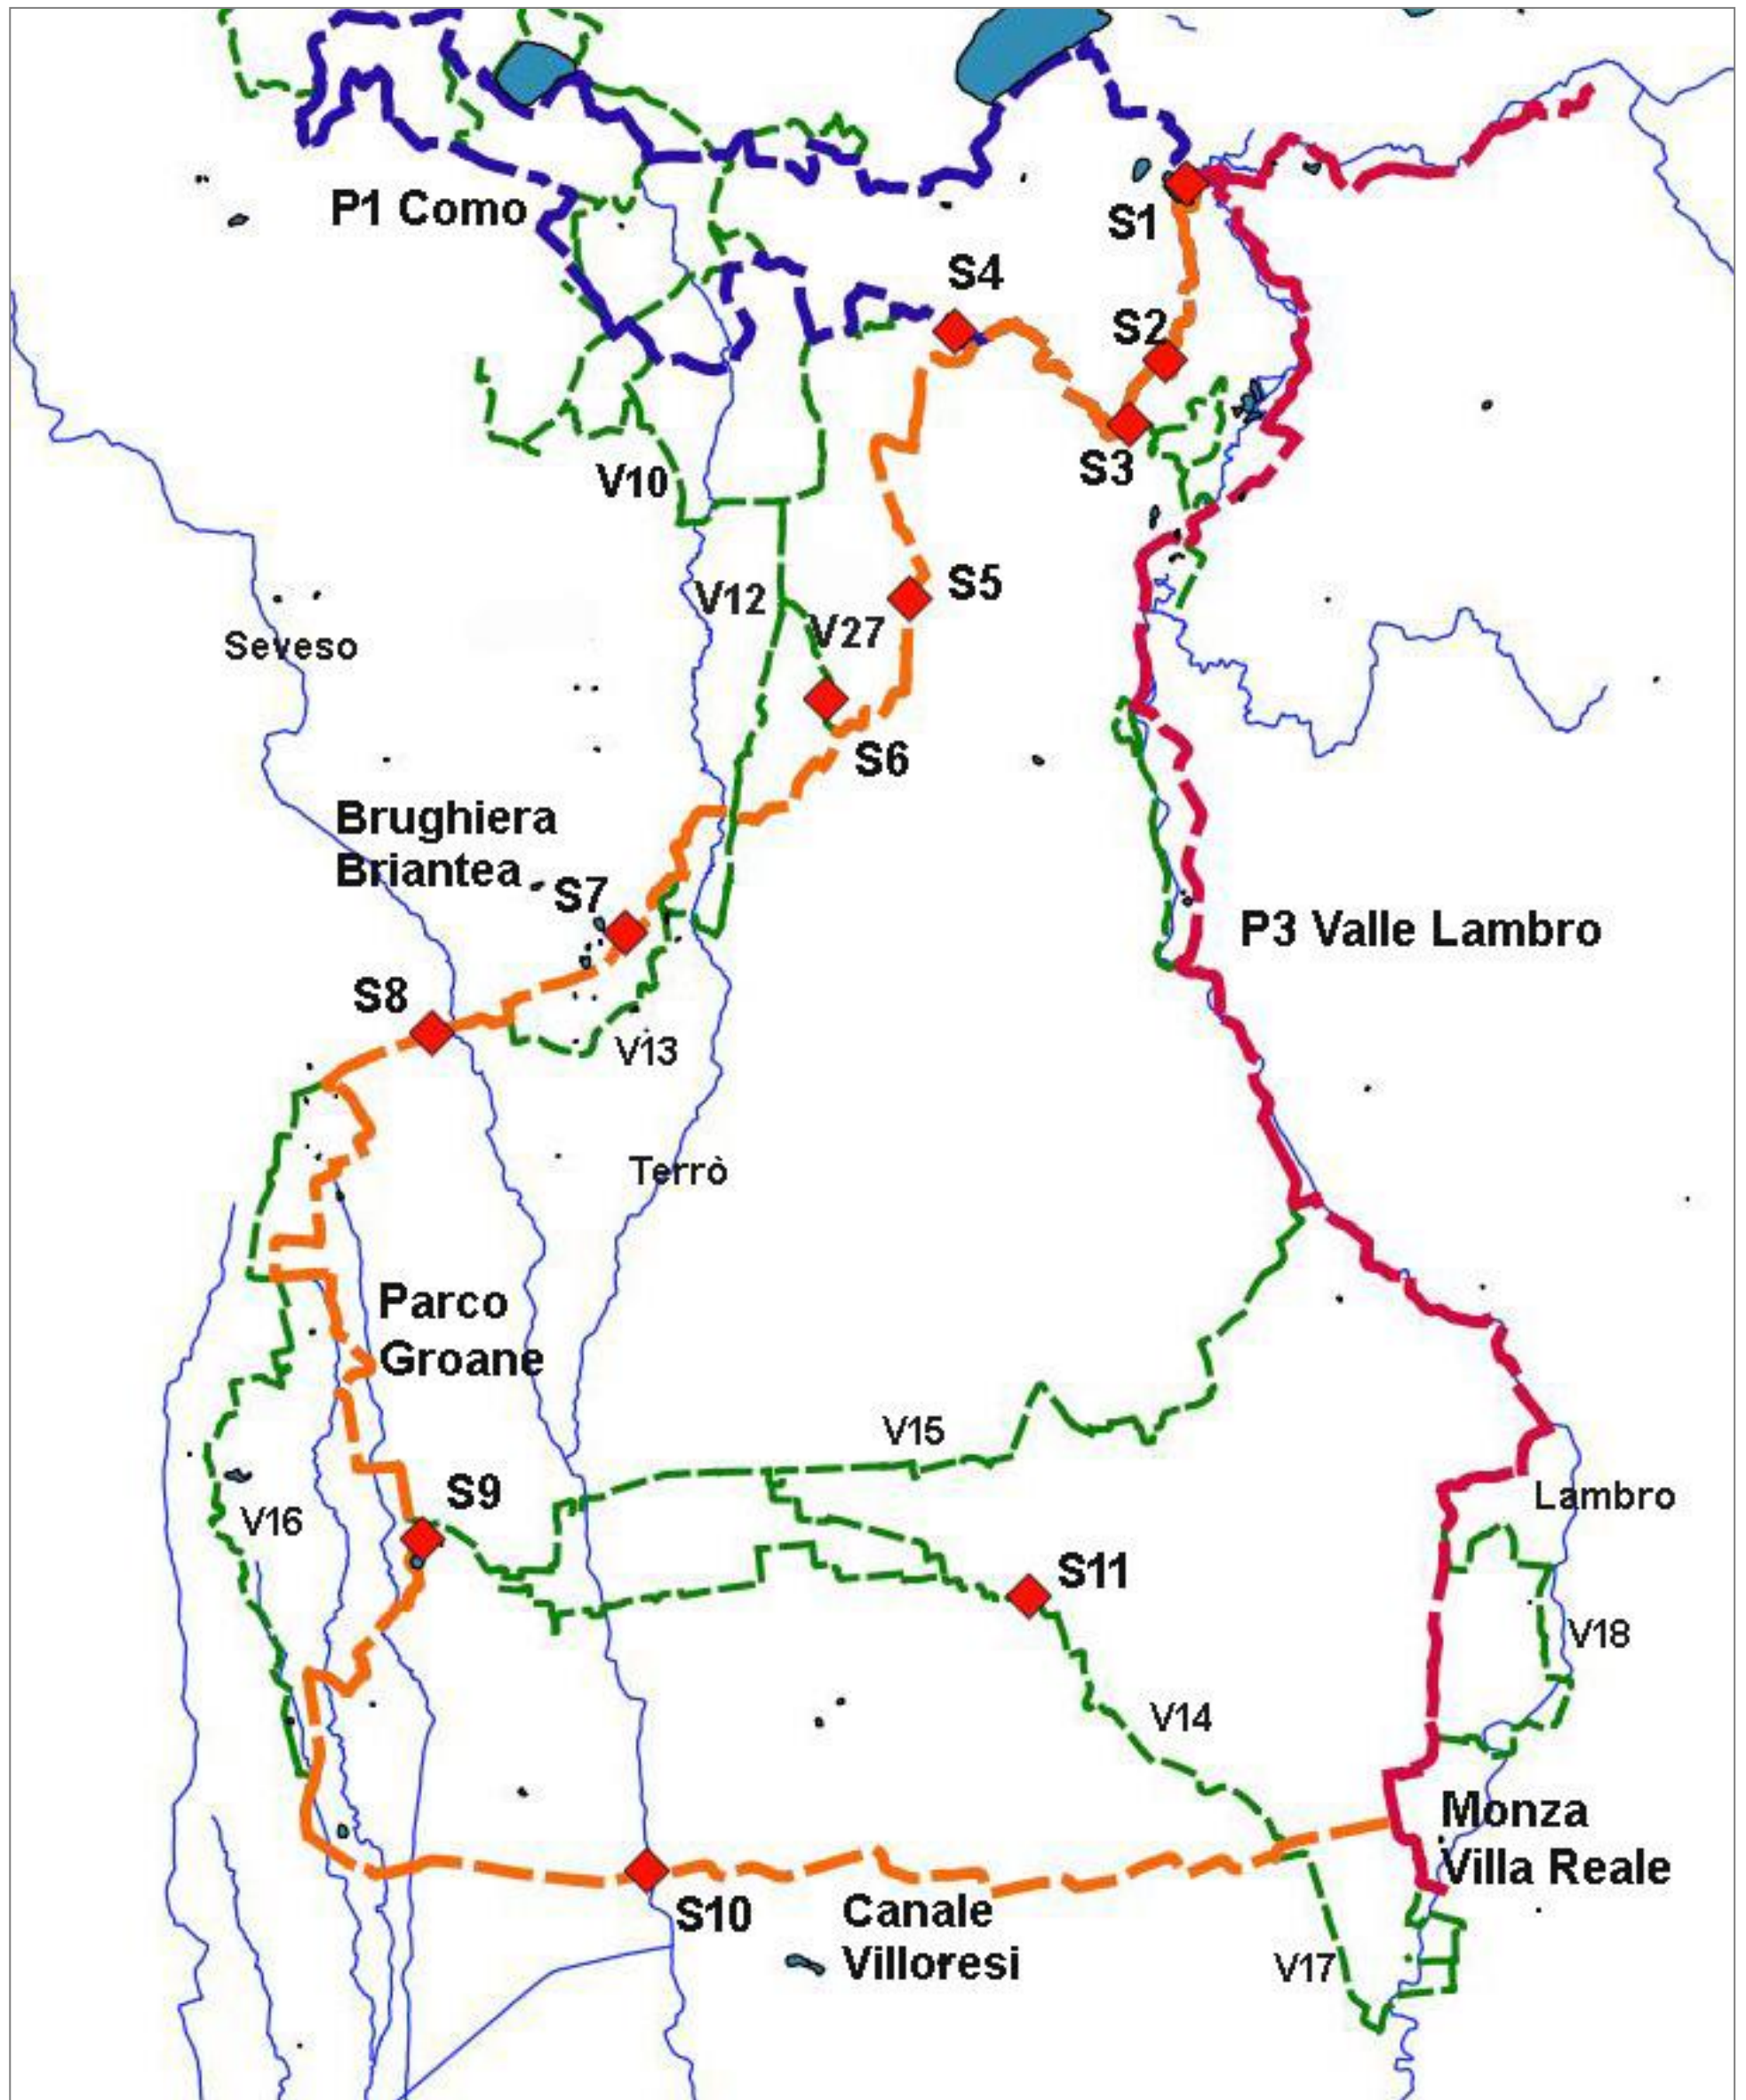 P1 Como
S1
S4
S2
S3
V10
S5
V12
V27
Seveso
S6
Brughiera
Briantea
S7
P3 Valle Lambro
S8
V13
Terrò
Parco
Groane
V15
S9
Lambro
V16
S11
V18
V14
Monza
Villa Reale
S10
Canale
Villoresi
V17